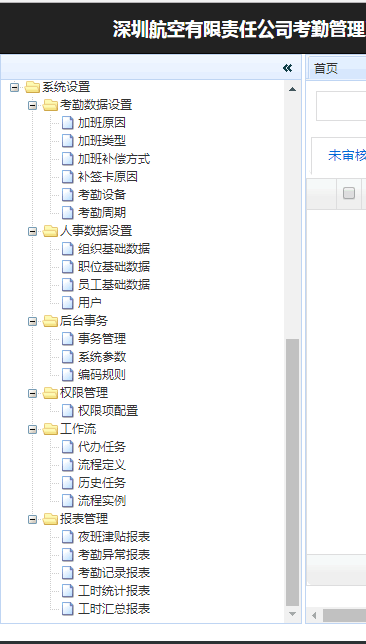 深圳航空有限责任公司考勤管理
首页
未审核
系统设置
考勤数据设置
加班原因
加班类型
加班补偿方式
补签卡原因
考勤设备
考勤周期
人事数据设置
组织基础数据
职位基础数据
员工基础数据
用户
后台事务
事务管理
系统参数
编码规则
权限管理
权限项配置
工作流
代办任务
流程定义
历史任务
流程实例
报表管理
夜班津贴报表
考勤异常报表
考勤记录报表
工时统计报表
工时汇总报表